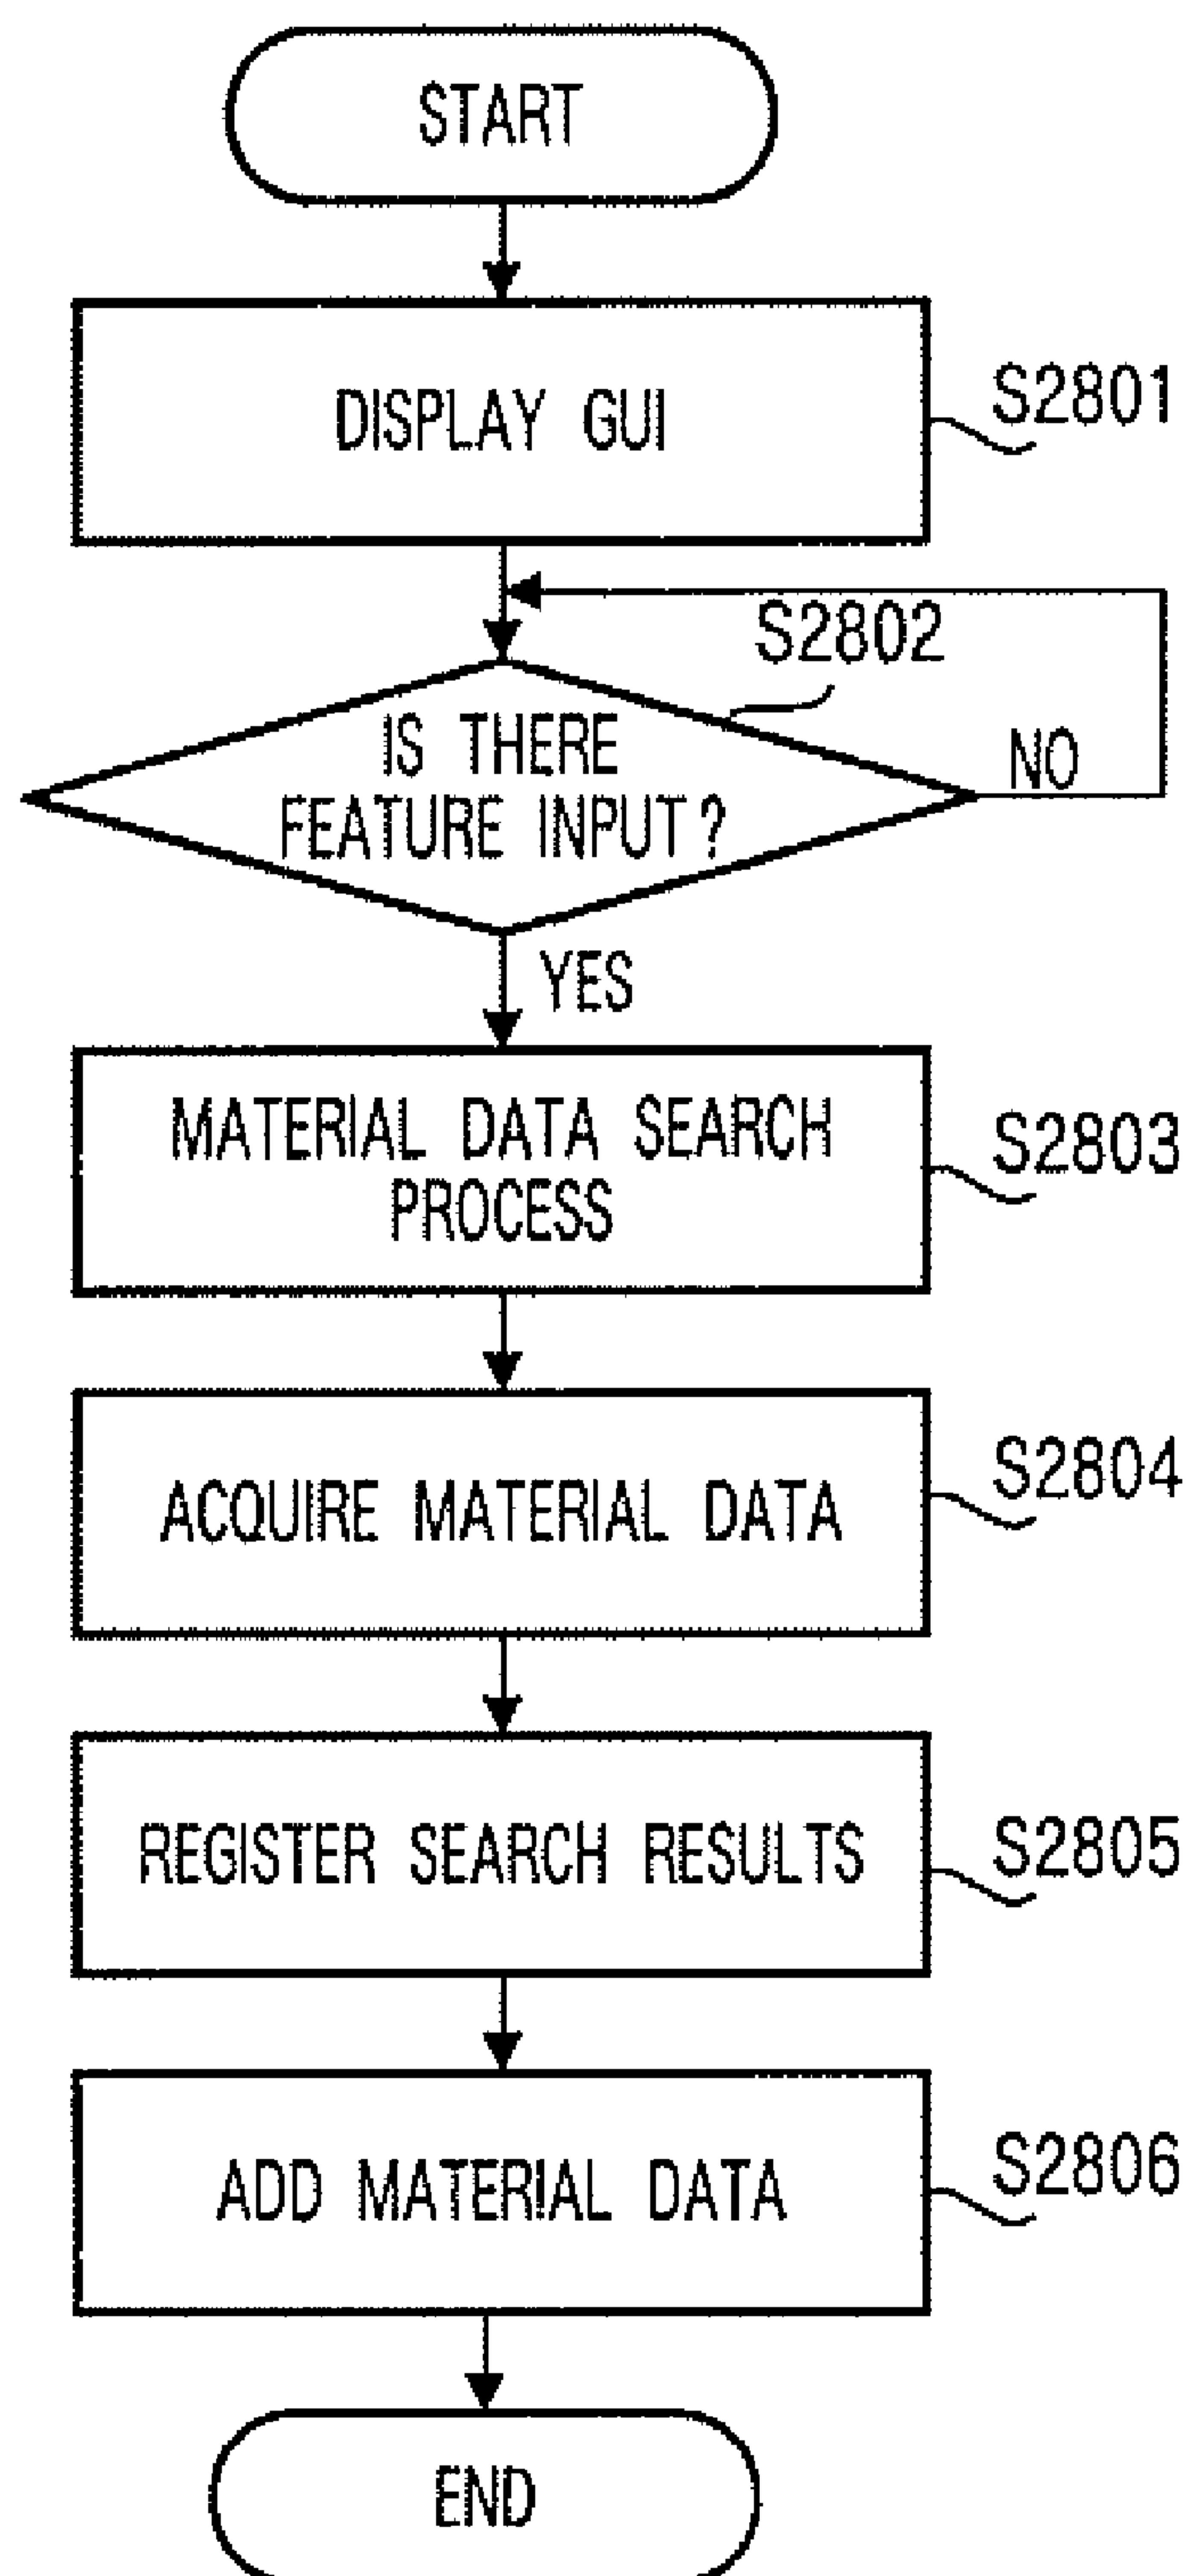 START
DISPLAY GUI
S2801
S2802
IS THERE
FEATURE INPUT?
NO
YES
MATERIAL DATA SEARCH
PROCESS
S2803
ACQUIRE MATERIAL DATA
S2804
REGISTER SEARCH RESULTS
S2805
ADD MATERIAL DATA
S2806
END